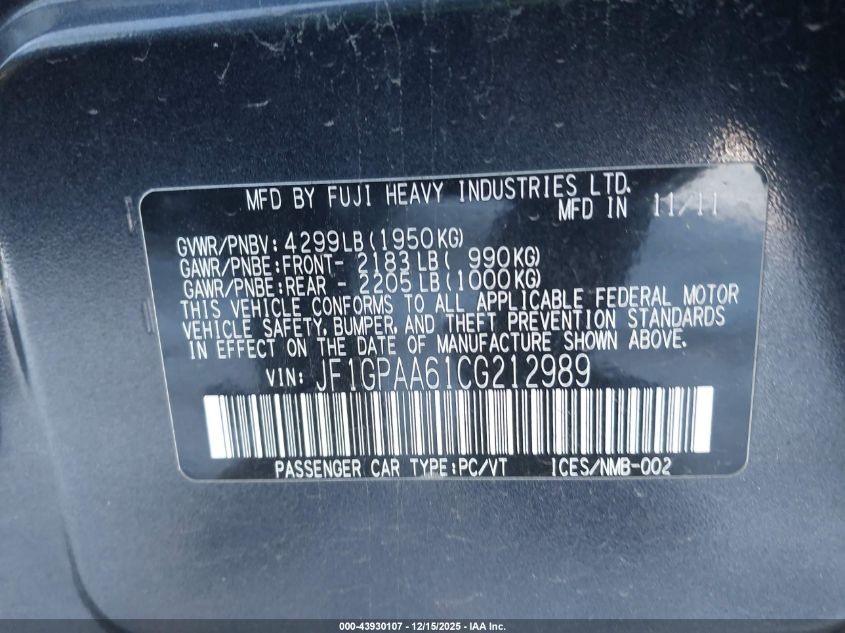 MFD BY FUJI HEAVY INDUSTRIES LTD.
MFD IN 11/11
GVWR/PNBV: 4299LB(1950KG)
GAWR/PNBE:FRONT- 2183LB( 990KG)
GAWR/PNBE:REAR - 2205LB(1000KG)
THIS VEHICLE CONFORMS TO ALL APPLICABLE FEDERAL MOTOR
VEHICLE SAFETY, BUMPER, AND THEFT PREVENTION STANDARDS
IN EFFECT ON THE DATE OF MANUFACTURE SHOWN ABOVE.
VIN: JF1GPAA61CG212989
PASSENGER CAR TYPE:PC/VT ICES/NMB-002
000-43930107 - 12/15/2025 - IAA Inc.